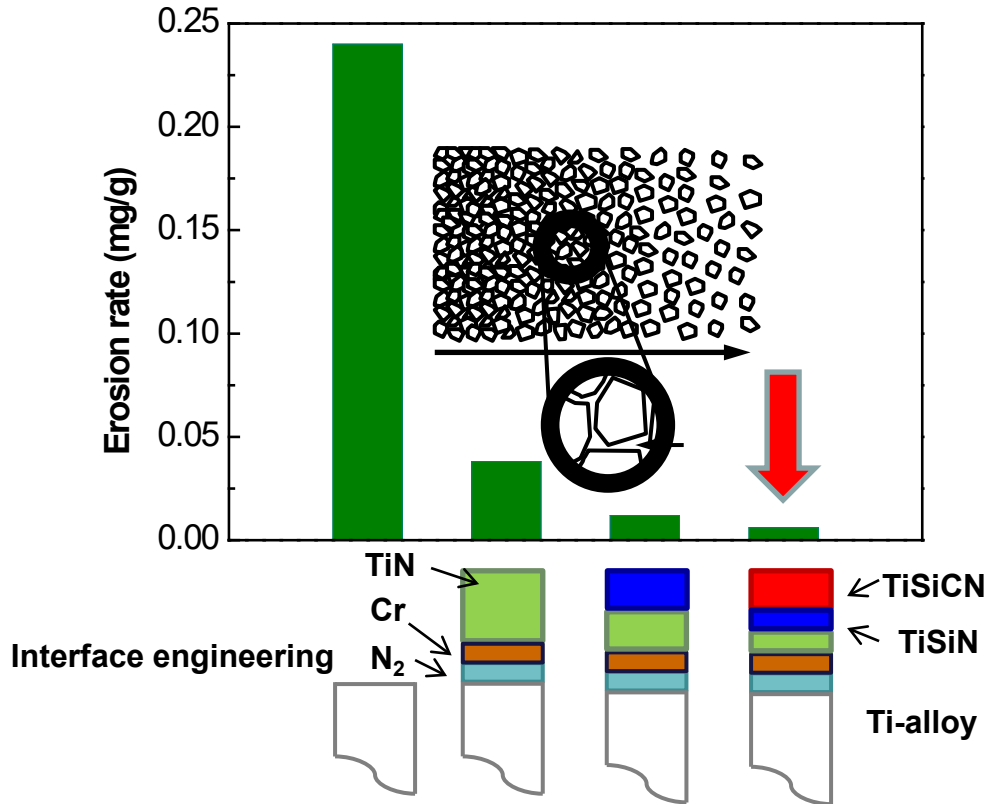 0.25
0.20
0.15
0.10
0.05
0.00
Erosion rate (mg/g)
TiN
Cr
Interface engineering
N₂
TiSiCN
TiSiN
Ti-alloy